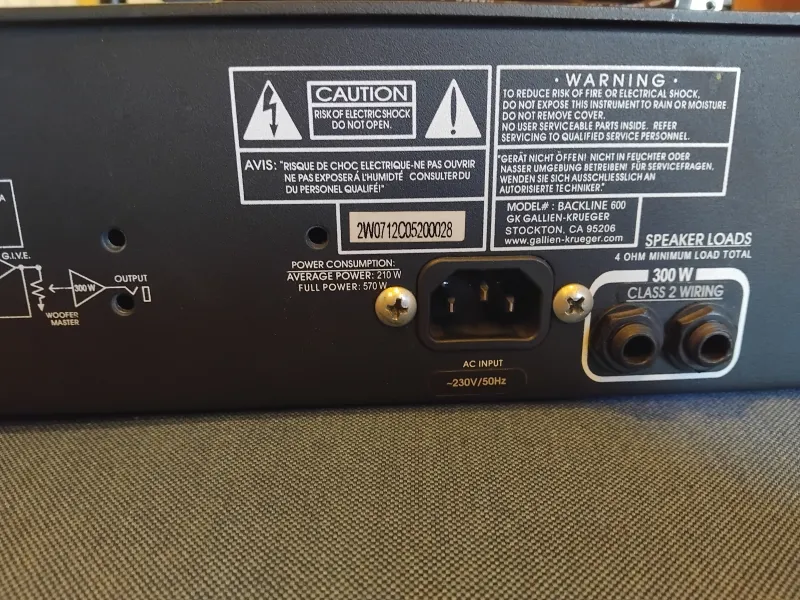 CAUTION
RISK OF ELECTRIC SHOCK
DO NOT OPEN.
AVIS: "RISQUE DE CHOC ELECTRIQUE-NE PAS OUVRIR
NE PAS EXPOSER À L'HUMIDITÉ CONSULTER DU
DU PERSONEL QUALIFÉ!"
· WARNING ·
TO REDUCE RISK OF FIRE OR ELECTRICAL SHOCK,
DO NOT EXPOSE THIS INSTRUMENT TO RAIN OR MOISTURE
DO NOT REMOVE COVER.
NO USER SERVICEABLE PARTS INSIDE. REFER
SERVICING TO QUALIFIED SERVICE PERSONNEL.
"GERÄT NICHT ÖFFEN! NICHT IN FEUCHTER ODER
NASSER UMGEBUNG BETREIBEN! FÜR SERVICEFRAGEN,
WENDEN SIE SICH AUSSCHLIESSLICH AN
AUTORISIERTE TECHNIKER."
2W0712C05200028
MODEL# : BACKLINE 600
GK GALLIEN-KRUEGER
STOCKTON, CA 95206
www.gallien-krueger.com
POWER CONSUMPTION:
AVERAGE POWER: 210 W
FULL POWER: 570 W
SPEAKER LOADS
4 OHM MINIMUM LOAD TOTAL
300 W
CLASS 2 WIRING
G.I.V.E.
300 W
OUTPUT
WOOFER
MASTER
AC INPUT
~230V/50Hz